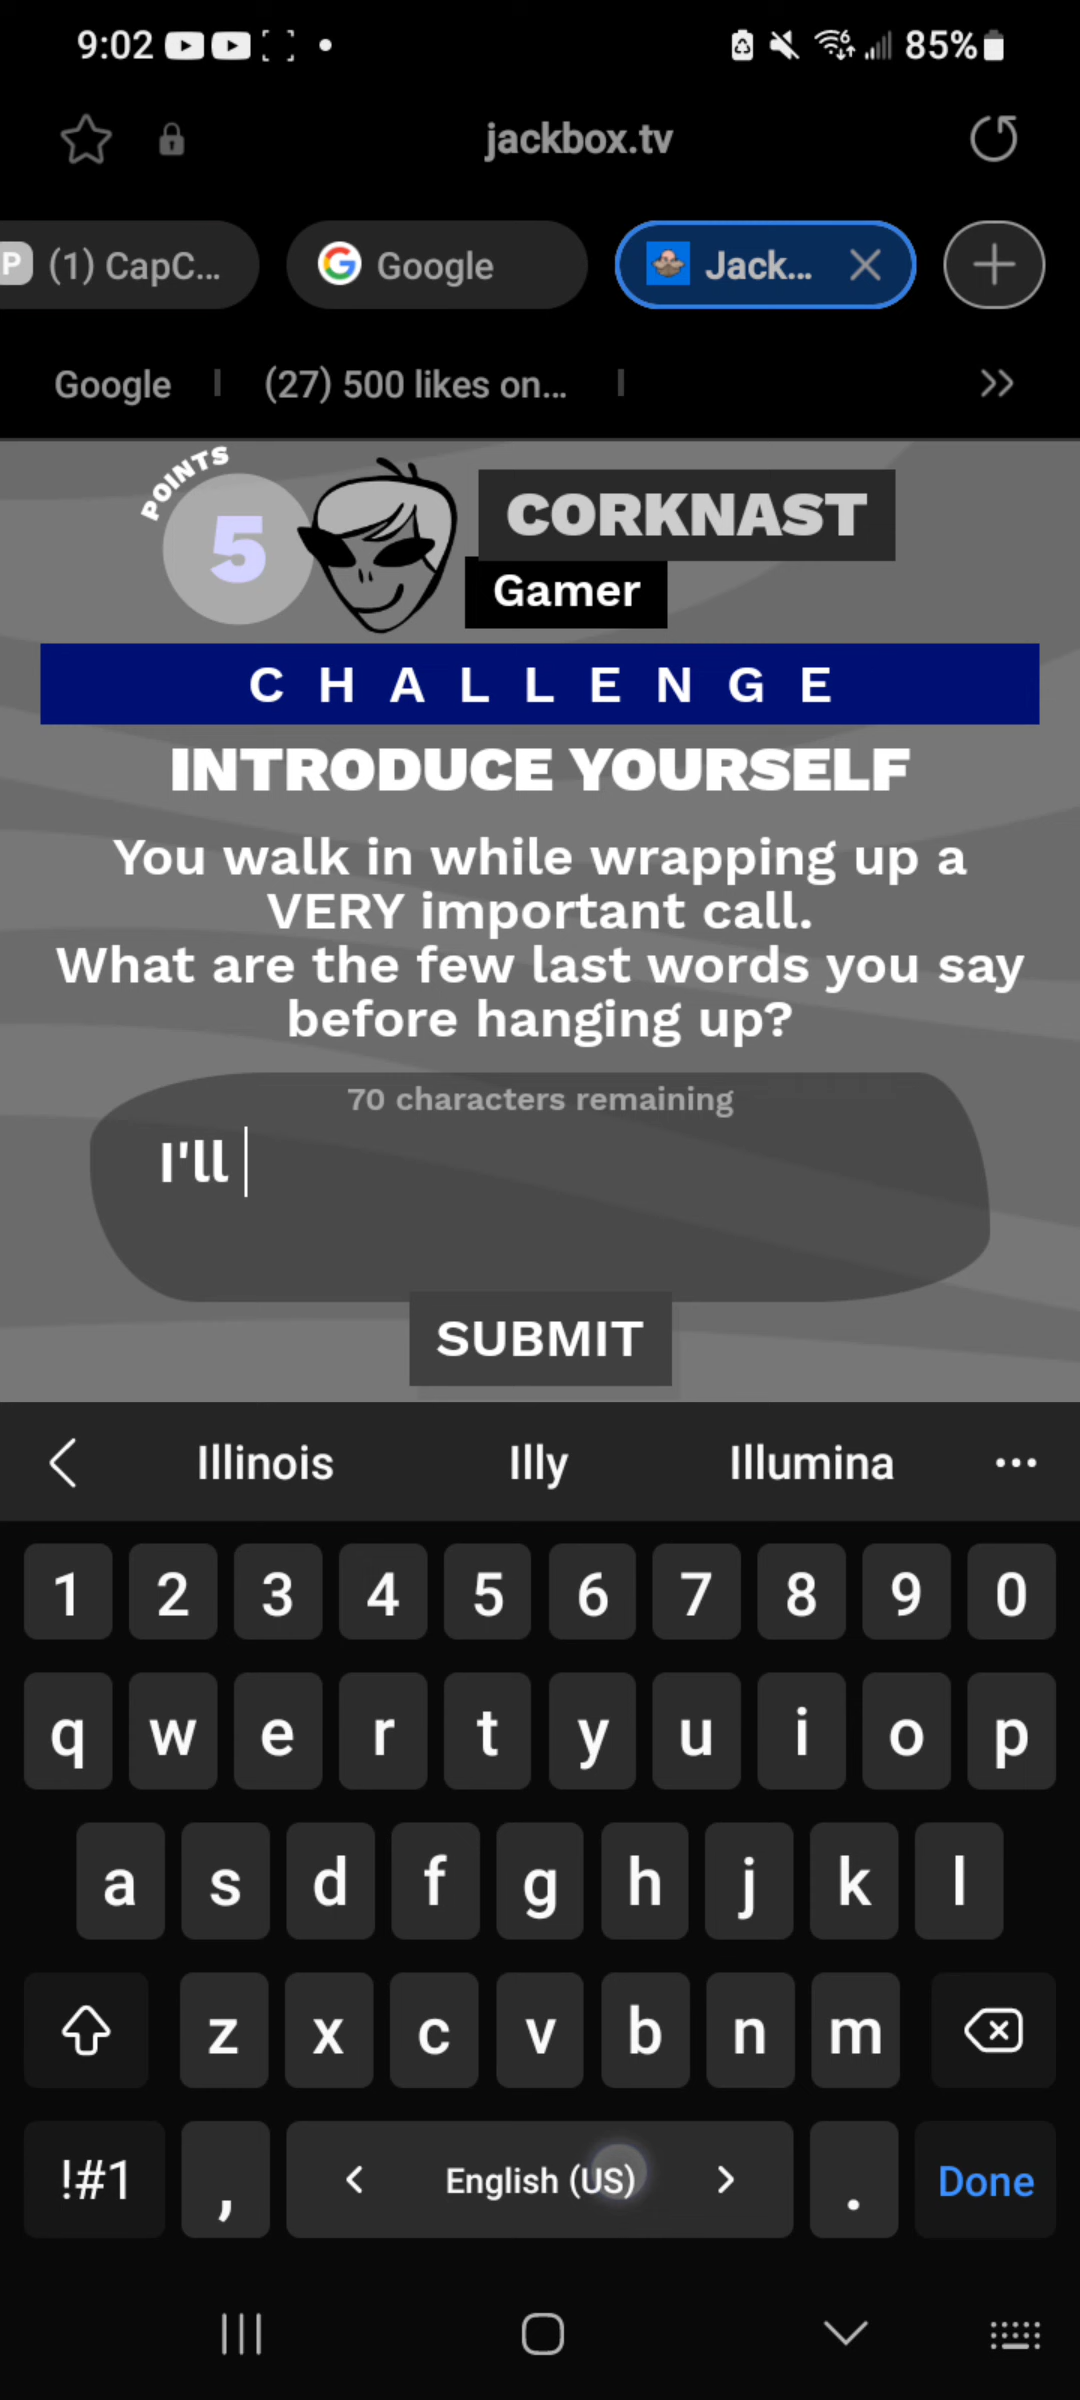 9:02 85%
jackbox.tv
P (1) CapC... Google Jack...
Google (27) 500 likes on...
POINTS
5
CORKNAST
Gamer
CHALLENGE
INTRODUCE YOURSELF
You walk in while wrapping up a
VERY important call.
What are the few last words you say
before hanging up?
70 characters remaining
I'll
SUBMIT
Illinois Illy Illumina
1 2 3 4 5 6 7 8 9 0
q w e r t y u i o p
a s d f g h j k l
z x c v b n m
!#1 , English (US) . Done